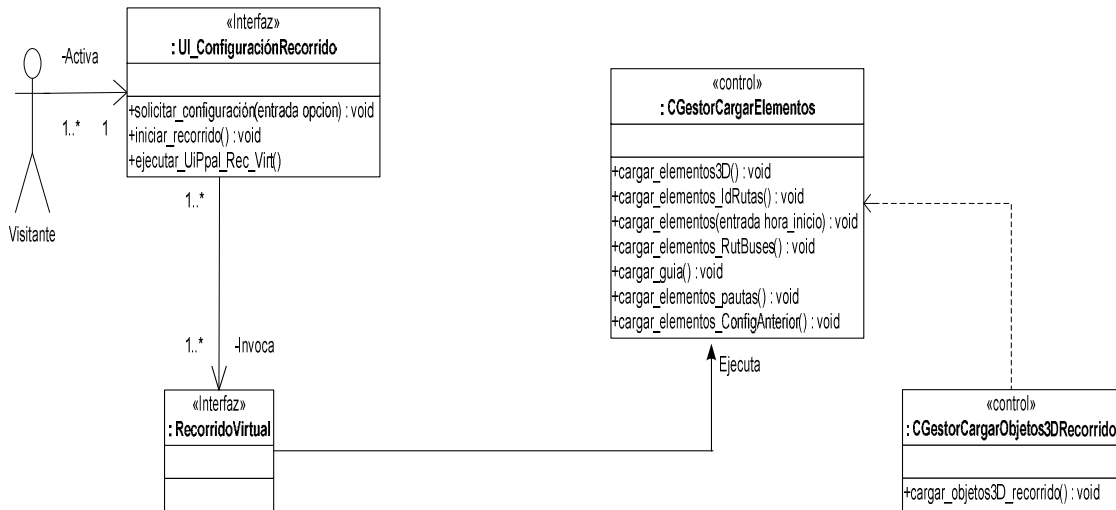 «Interfaz»
: UI_ConfiguraciónRecorrido
-Activa
+solicitar_configuración(entrada opcion) : void
+iniciar_recorrido() : void
+ejecutar_UiPpal_Rec_Virt()
1..* 1
Visitante
1..*
1..* -Invoca
«Interfaz»
: RecorridoVirtual
«control»
: CGestorCargarElementos
+cargar_elementos3D() : void
+cargar_elementos_IdRutas() : void
+cargar_elementos(entrada hora_inicio) : void
+cargar_elementos_RutBuses() : void
+cargar_guia() : void
+cargar_elementos_pautas() : void
+cargar_elementos_ConfigAnterior() : void
Ejecuta
«control»
: CGestorCargarObjetos3DRecorrido
+cargar_objetos3D_recorrido() : void